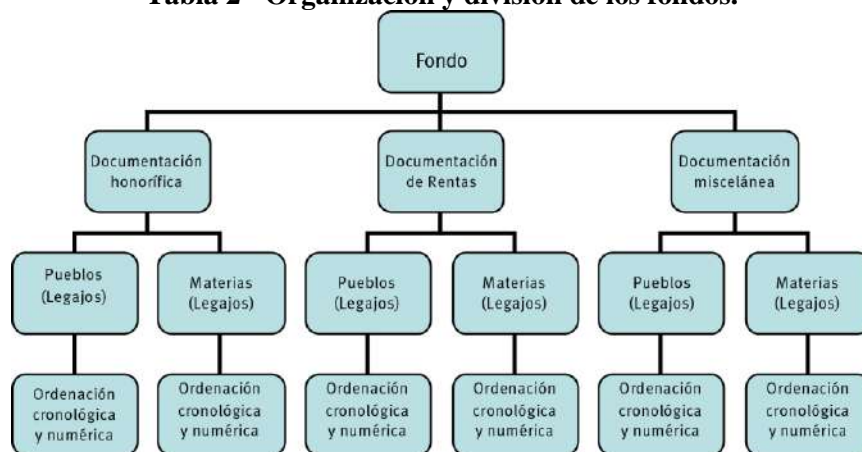 Tabla 2 - Organización y división de los fondos.
Fondo
Documentación
honorífica
Documentación
de Rentas
Documentación
miscelánea
Pueblos
(Legajos)
Materias
(Legajos)
Pueblos
(Legajos)
Materias
(Legajos)
Pueblos
(Legajos)
Materias
(Legajos)
Ordenación
cronológica
y numérica
Ordenación
cronológica
y numérica
Ordenación
cronológica
y numérica
Ordenación
cronológica
y numérica
Ordenación
cronológica
y numérica
Ordenación
cronológica
y numérica